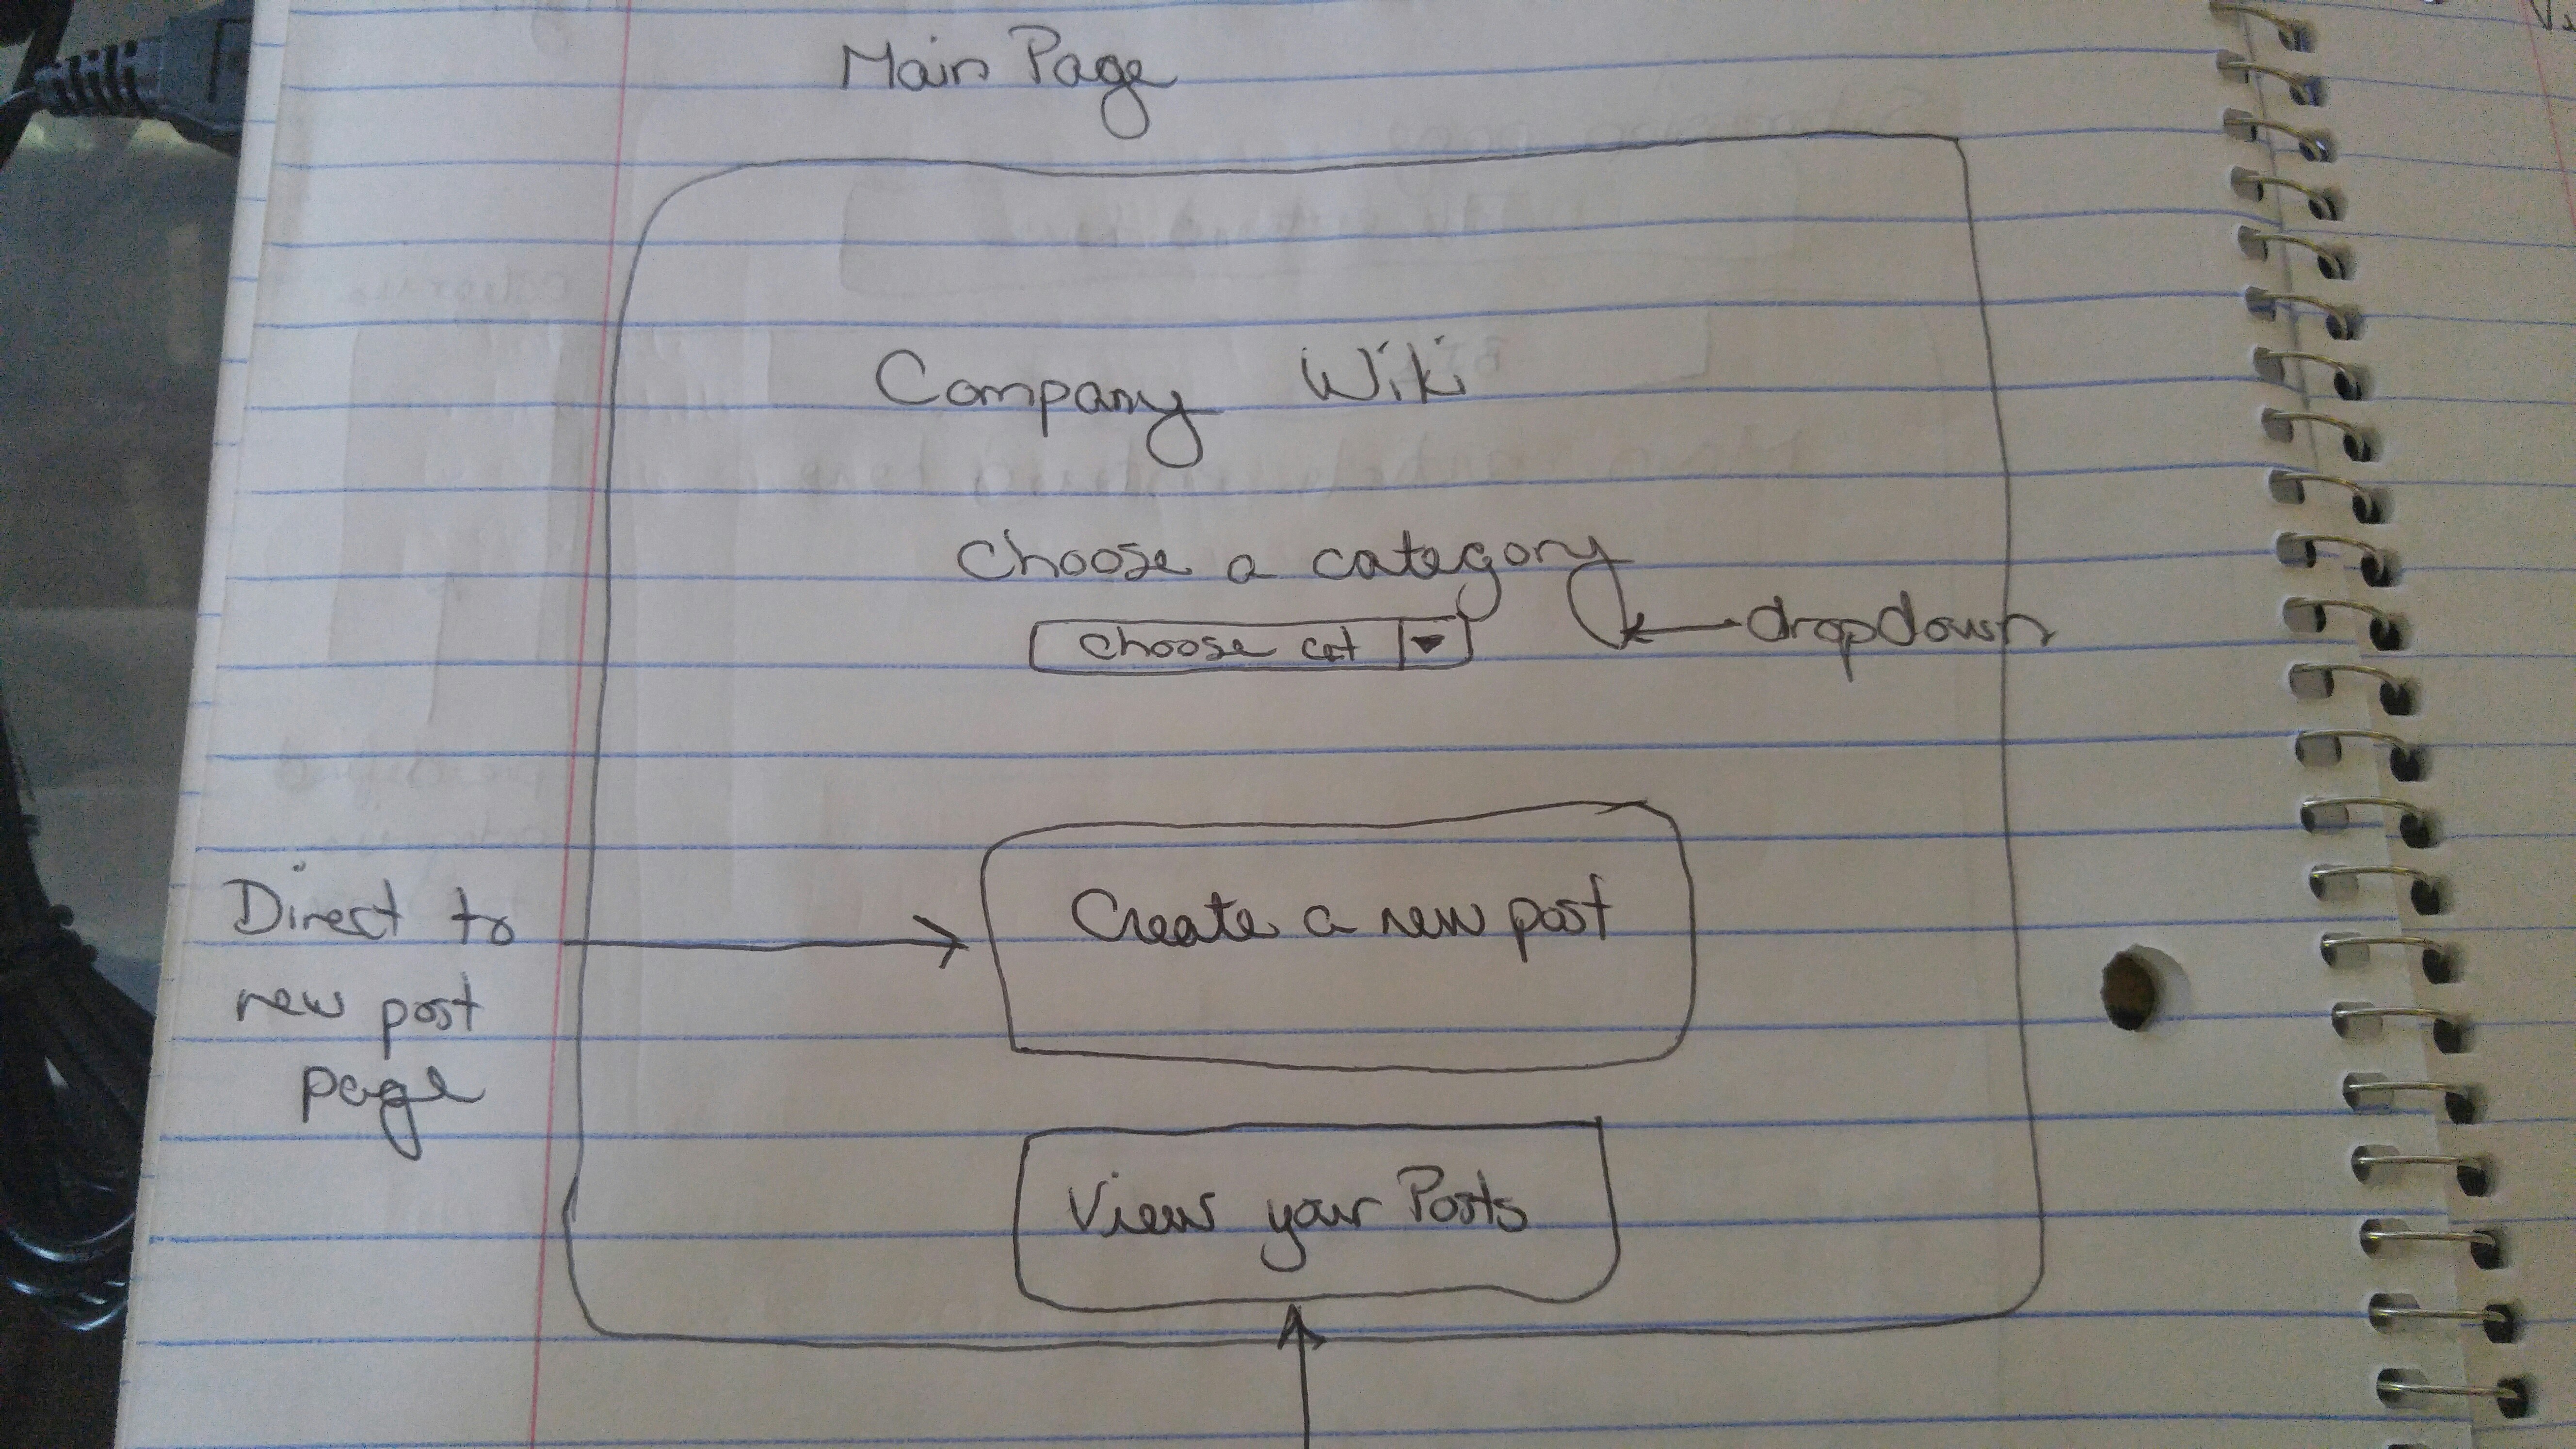 Main Page
Company Wiki
Choose a category
choose cat
dropdown
Create a new post
Direct to
new post
page
View your Posts